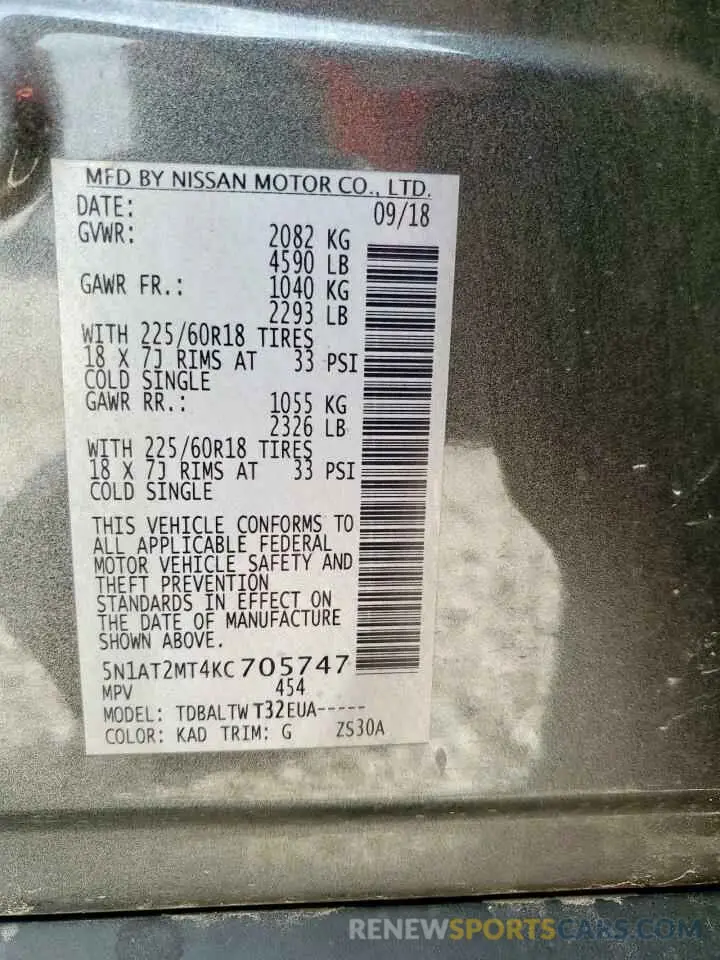 MFD BY NISSAN MOTOR CO., LTD.
DATE: 09/18
GVWR: 2082 KG
4590 LB
GAWR FR.: 1040 KG
2293 LB
WITH 225/60R18 TIRES
18 X 7J RIMS AT 33 PSI
COLD SINGLE
GAWR RR.: 1055 KG
2326 LB
WITH 225/60R18 TIRES
18 X 7J RIMS AT 33 PSI
COLD SINGLE
THIS VEHICLE CONFORMS TO
ALL APPLICABLE FEDERAL
MOTOR VEHICLE SAFETY AND
THEFT PREVENTION
STANDARDS IN EFFECT ON
THE DATE OF MANUFACTURE
SHOWN ABOVE.
5N1AT2MT4KC705747
MPV 454
MODEL: TDBALTWT32EUA-----
COLOR: KAD TRIM: G ZS30A
RENEWSPORTSCARS.COM